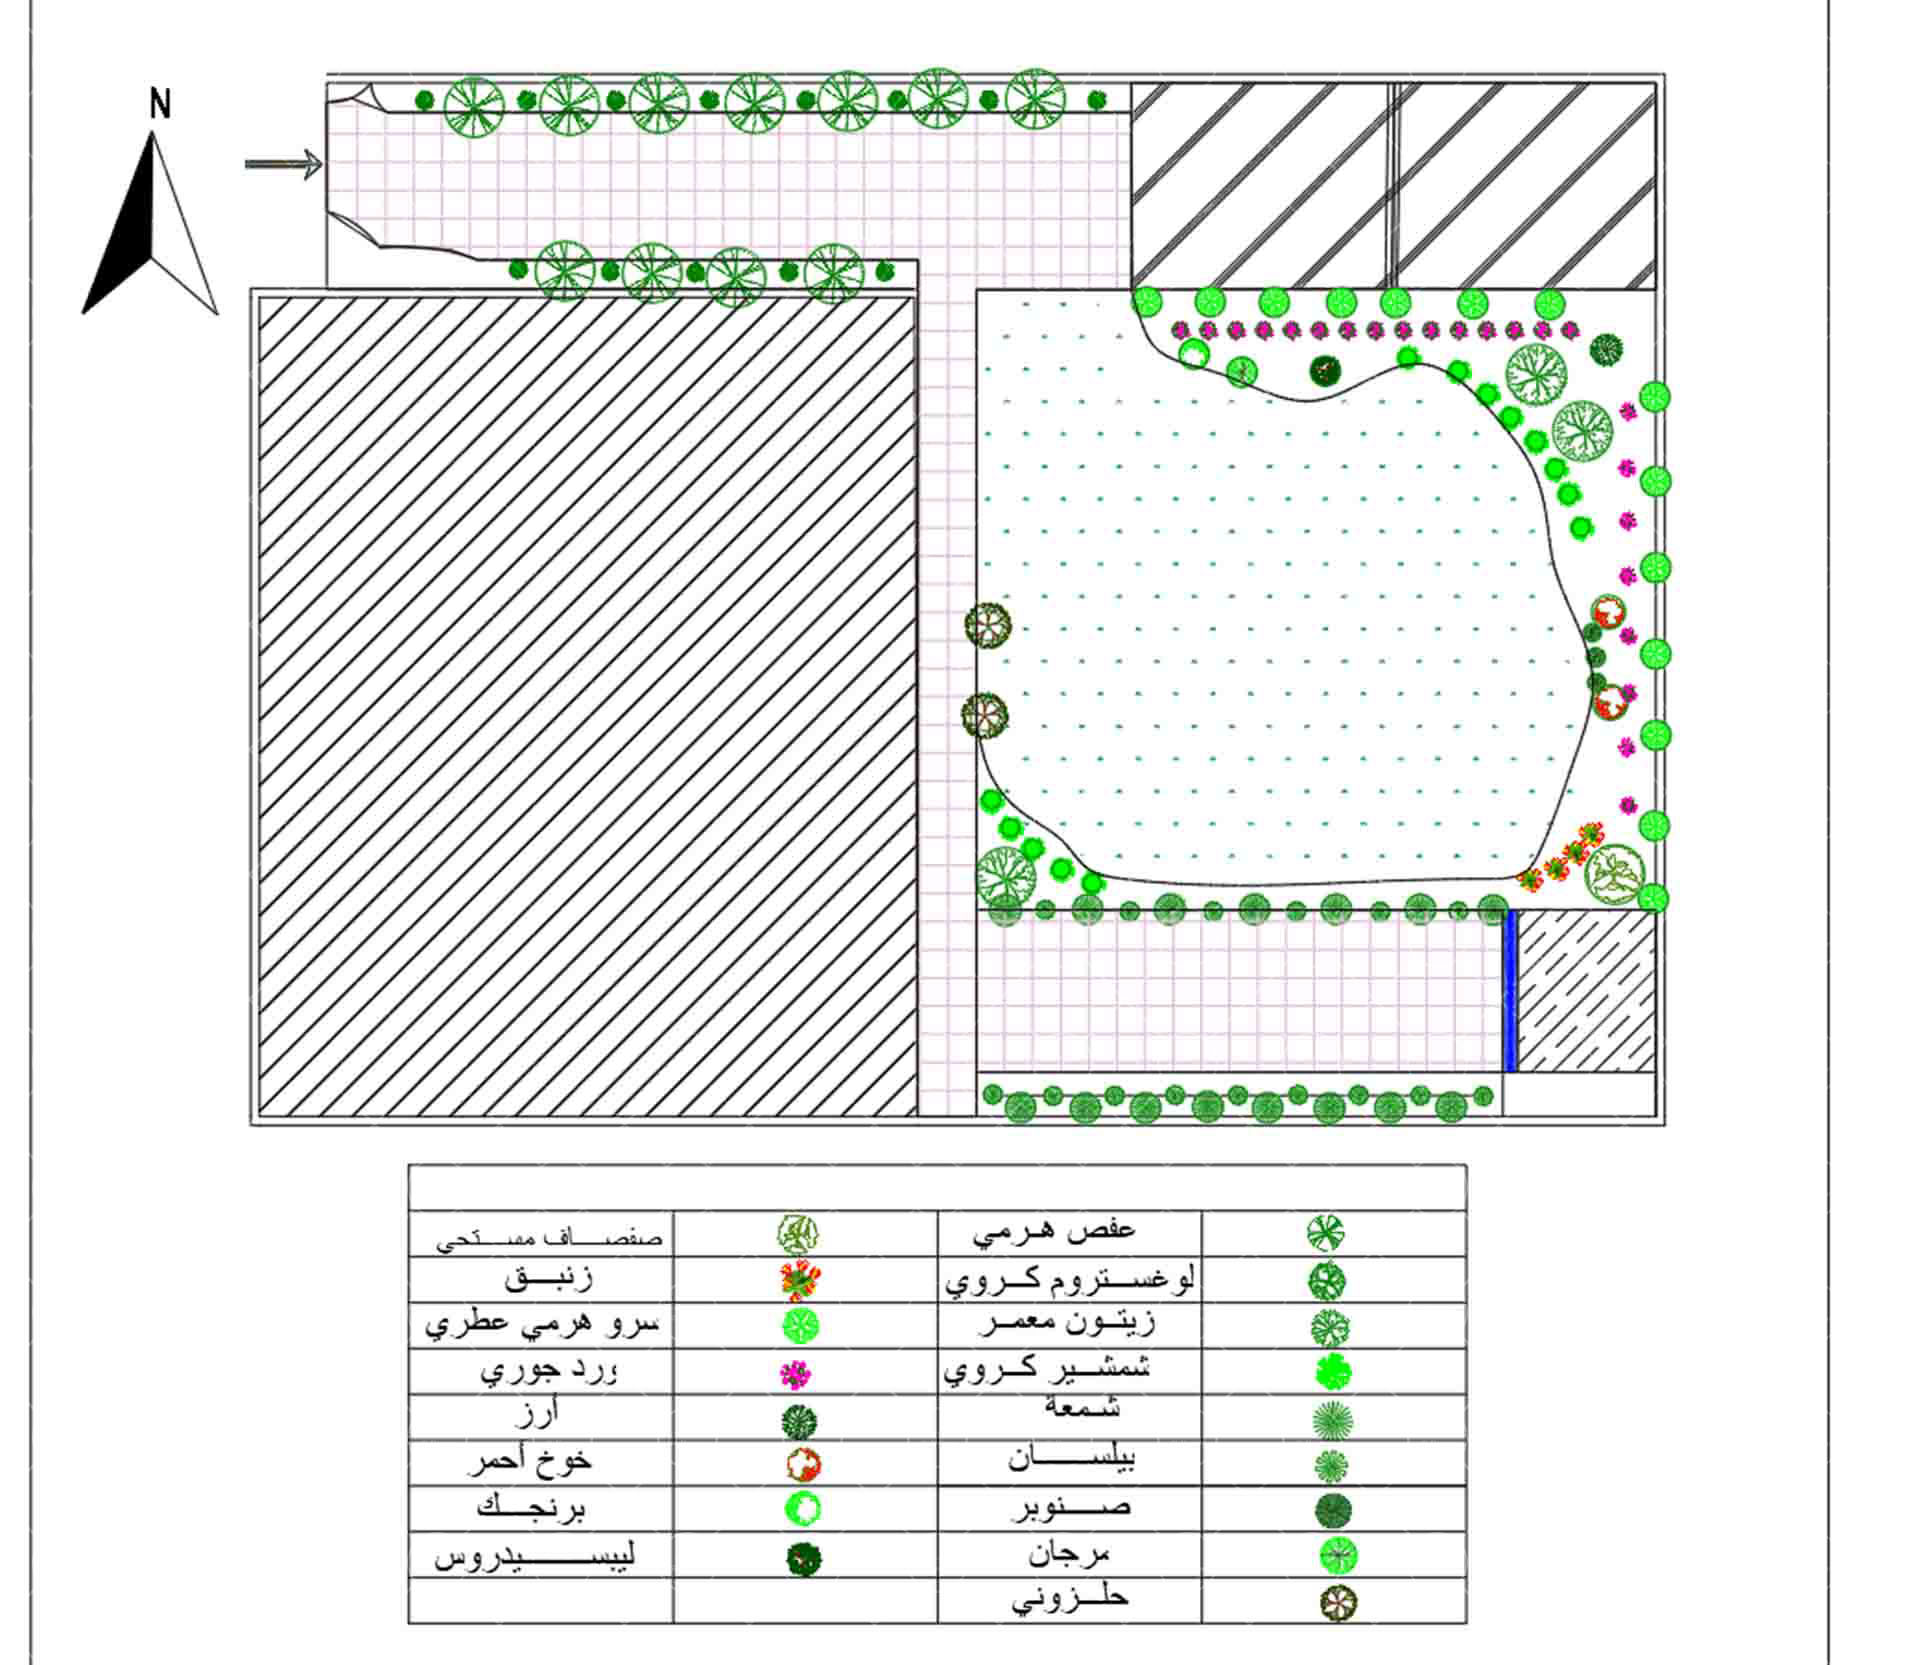 N
عفص هرمي
صفصاف مستحي
لوغستروم كروي
زنبق
زيتون معمر
سرو هرمي عطري
شمشير كروي
ورد جوري
شمعة
أرز
بيلسان
خوخ أحمر
صنوبر
برنجك
مرجان
ليبسيدروس
حلزوني